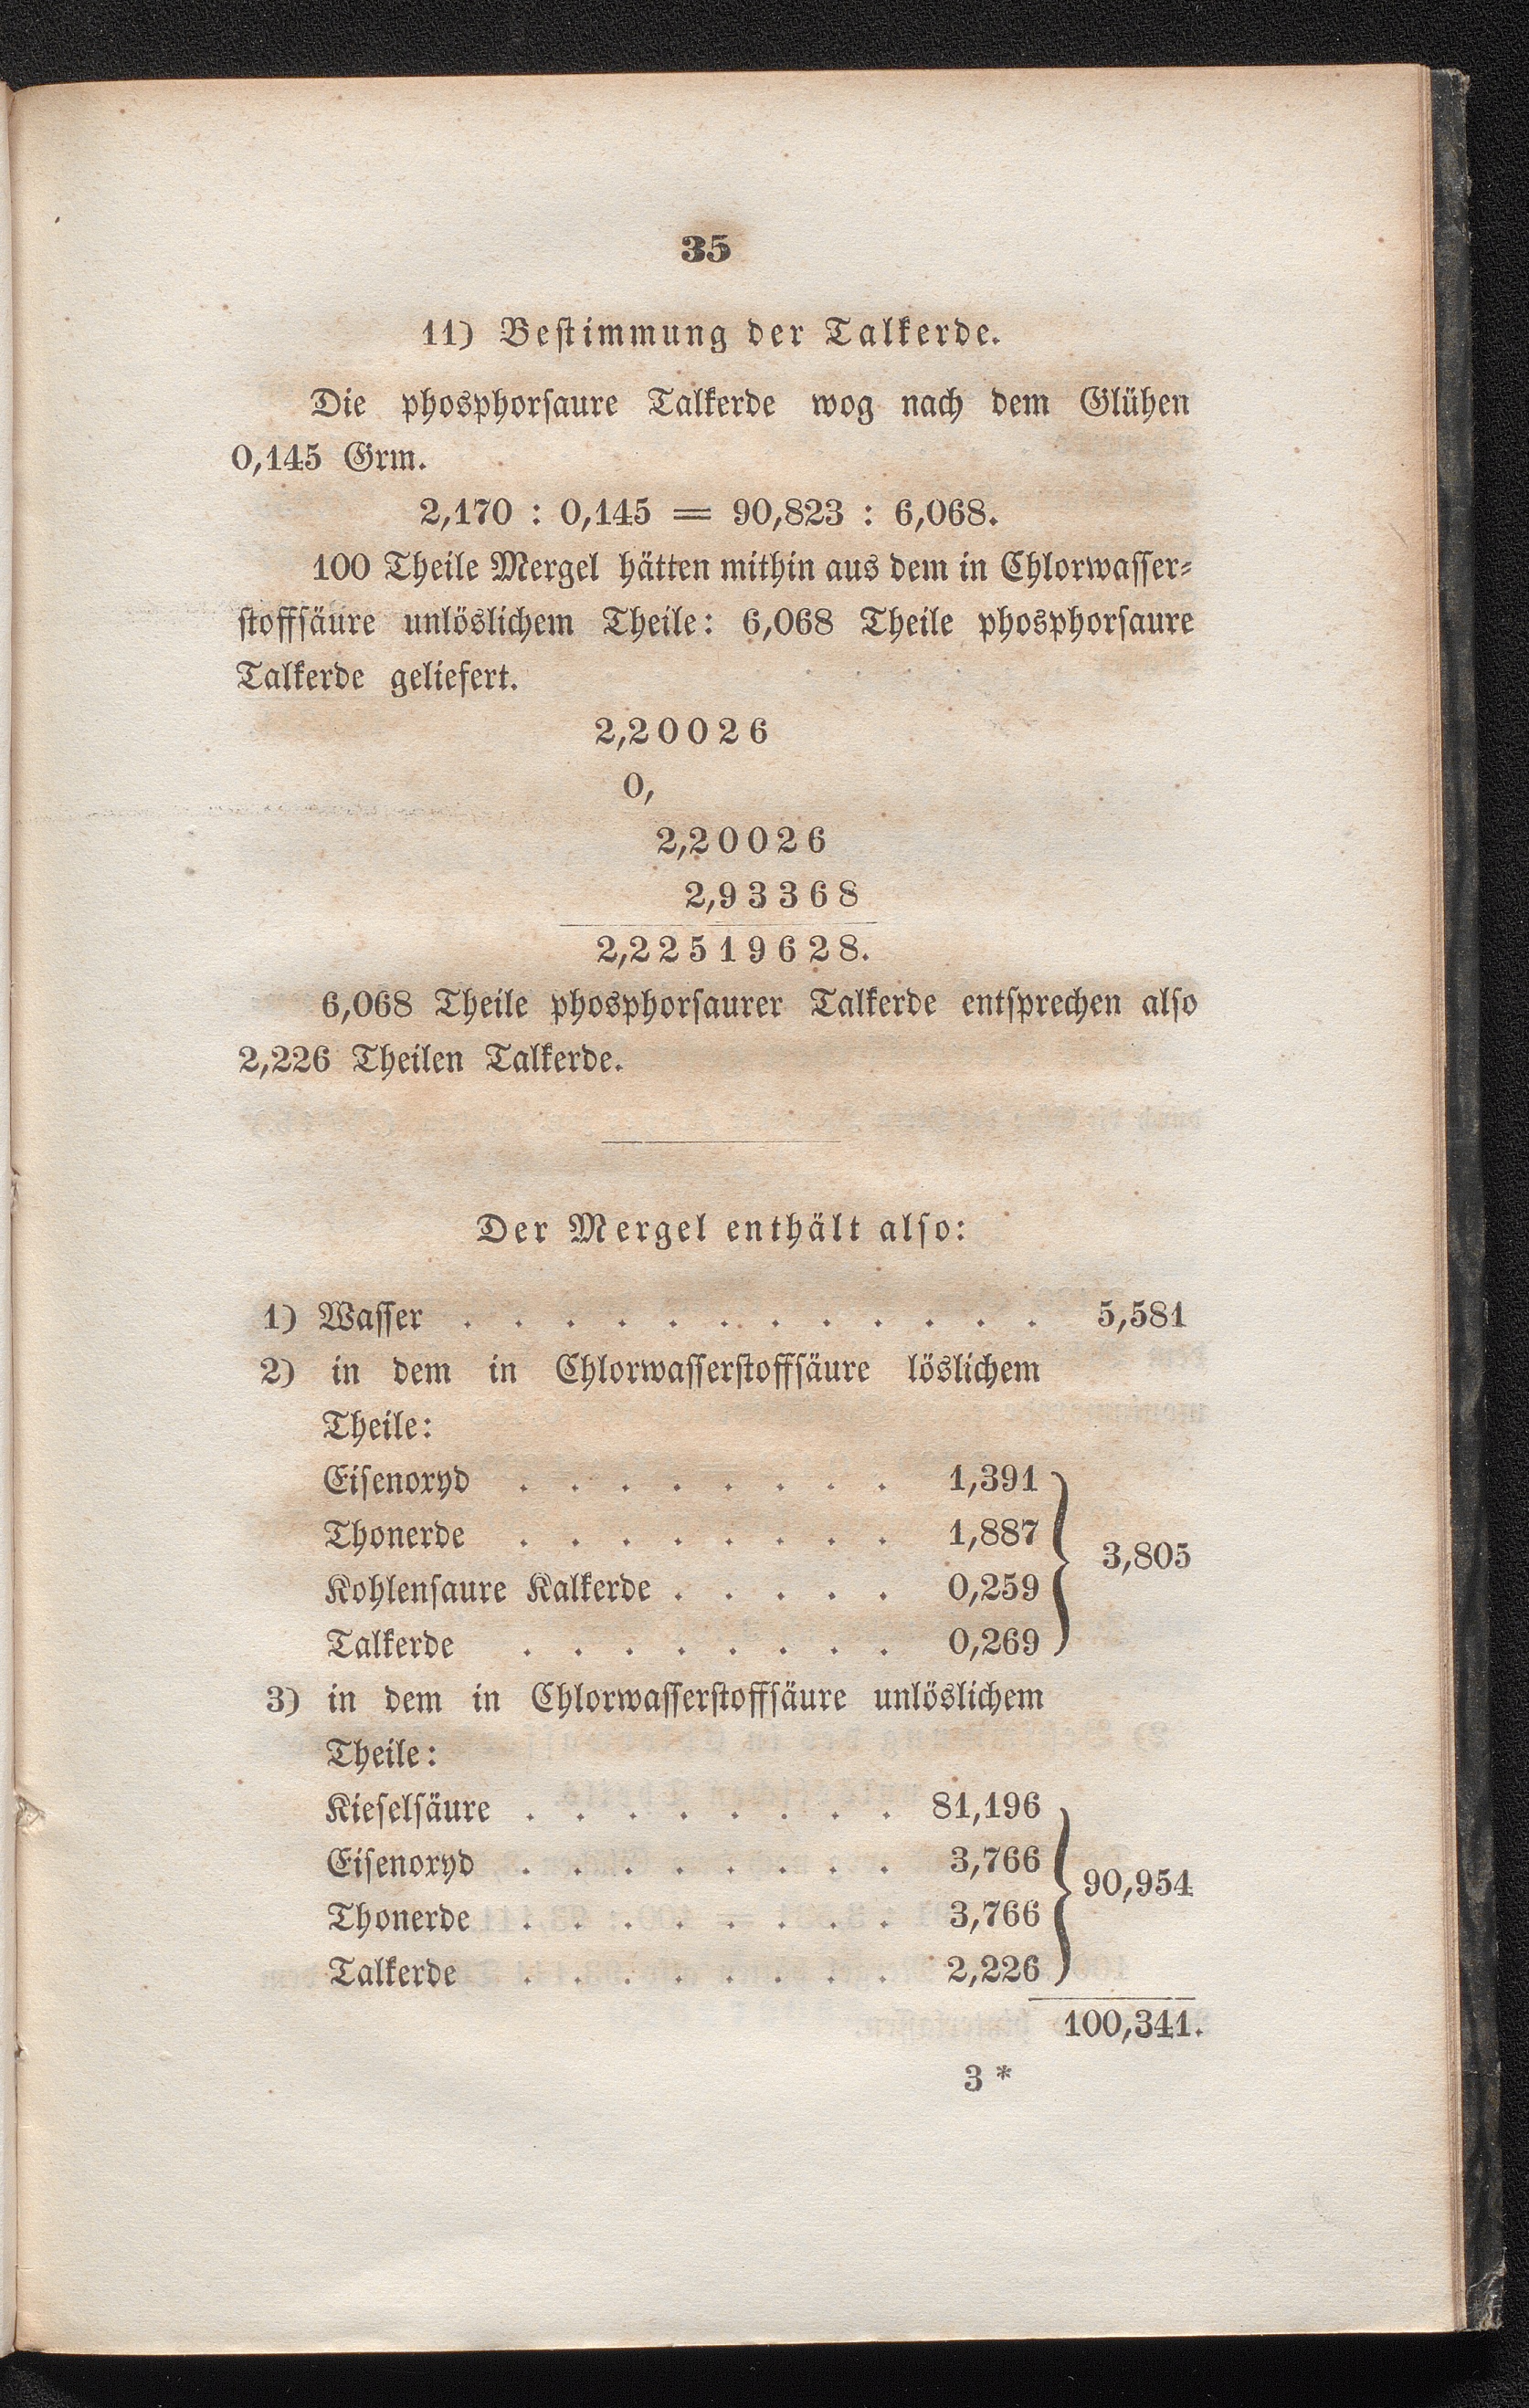 35
11) Beſtimmung der Talkerde.
Die phosphorſaure Talkerde wog nach dem Glühen
0,145 Grm.
2,170 : 0,145 = 90,823 : 6,068.
100 Theile Mergel hätten mithin aus dem in Chlorwaſſer-
ſtoffſäure unlöslichem Theile: 6,068 Theile phosphorſaure
Talkerde geliefert.
2,20026
0,
2,20026
2,93368
2,22519628.
6,068 Theile phosphorſaurer Talkerde entſprechen alſo
2,226 Theilen Talkerde.
Der Mergel enthält alſo:
1) Waſſer . . . . . . . . . . . . 5,581
2) in dem in Chlorwaſſerſtoffſäure löslichem
Theile:
Eiſenoxyd . . . . . . . . 1,391
Thonerde . . . . . . . . 1,887
3,805
Kohlenſaure Kalkerde . . . . . 0,259
Talkerde . . . . . . . . 0,269
3) in dem in Chlorwaſſerſtoffſäure unlöslichem
Theile:
Kieſelſäure . . . . . . . . 81,196
Eiſenoxyd . . . . . . . . 3,766
90,954
Thonerde . . . . . . . . 3,766
Talkerde . . . . . . . . 2,226
100,341.
3 *